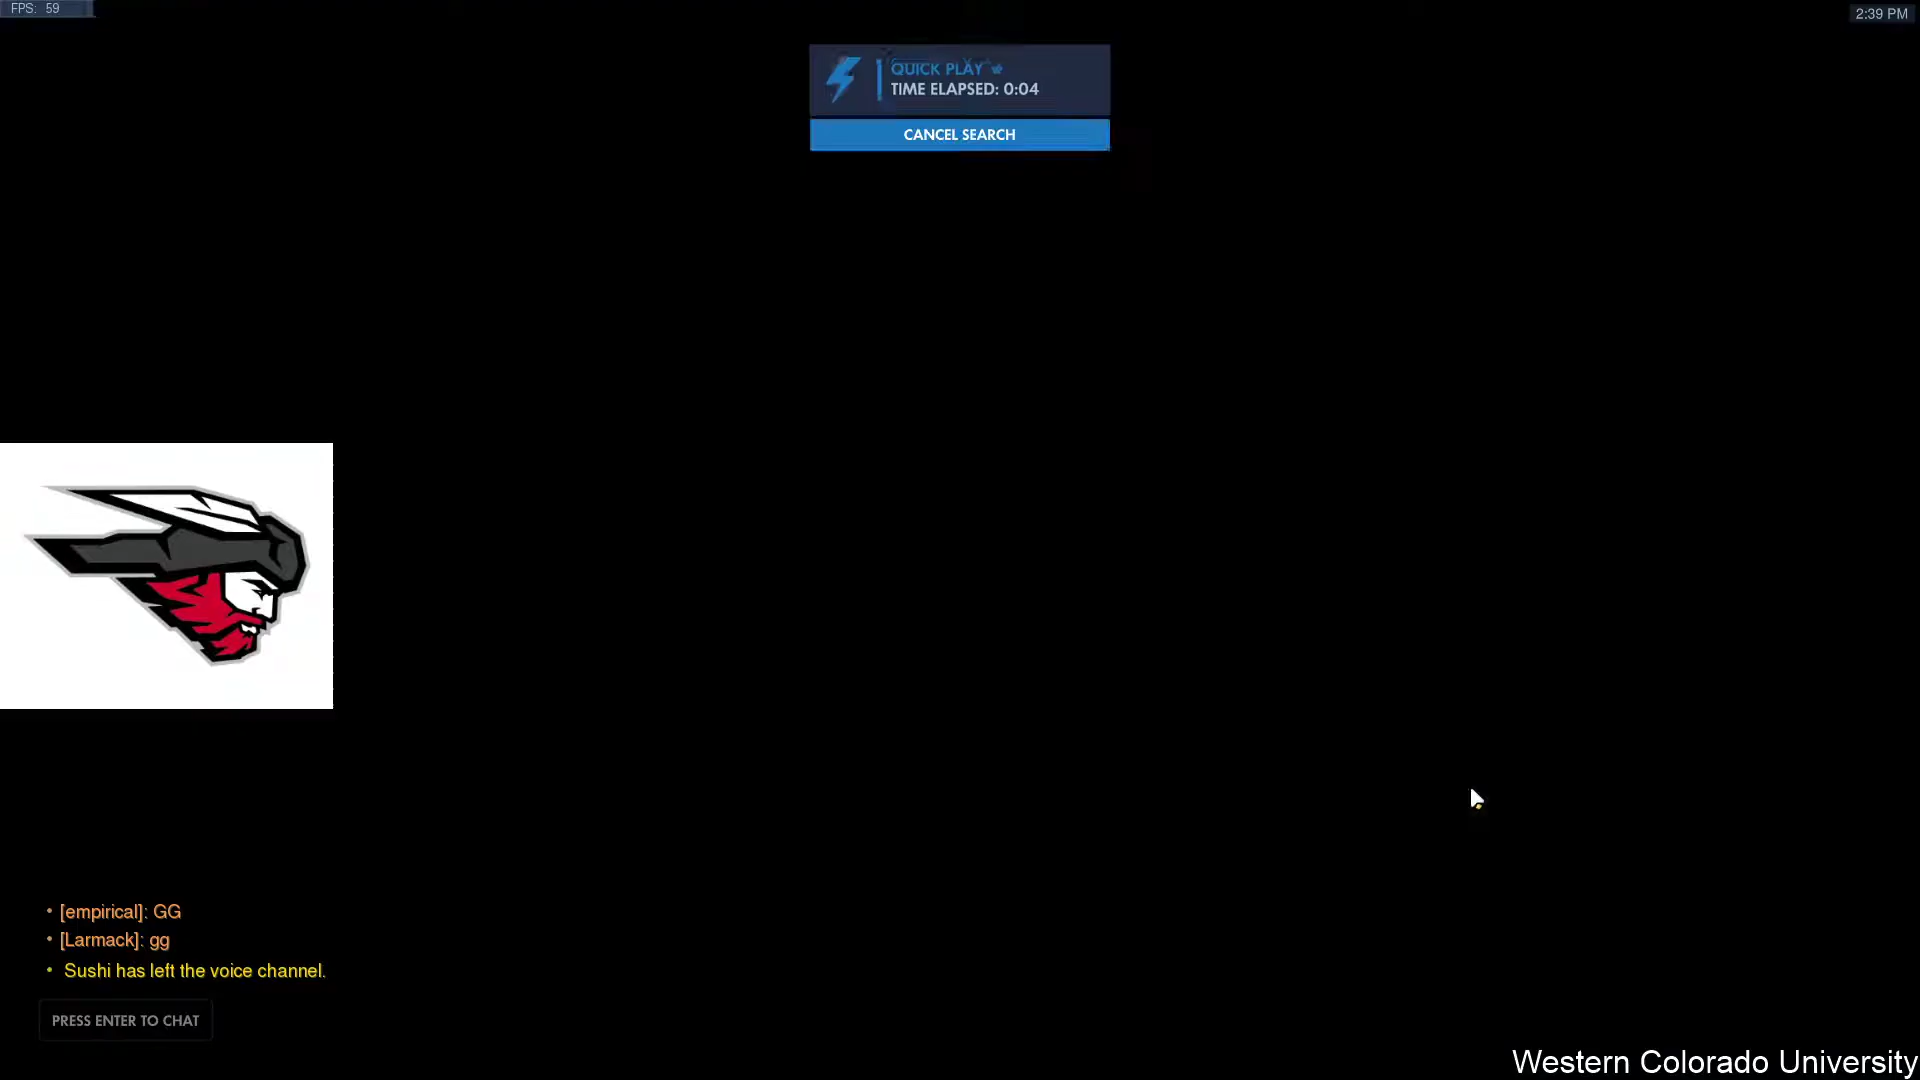 FPS: 59
2:39 PM
QUICK PLAY
TIME ELAPSED: 0:04
CANCEL SEARCH
• [empirical]: GG
• [Larmack]: gg
• Sushi has left the voice channel.
PRESS ENTER TO CHAT
Western Colorado University